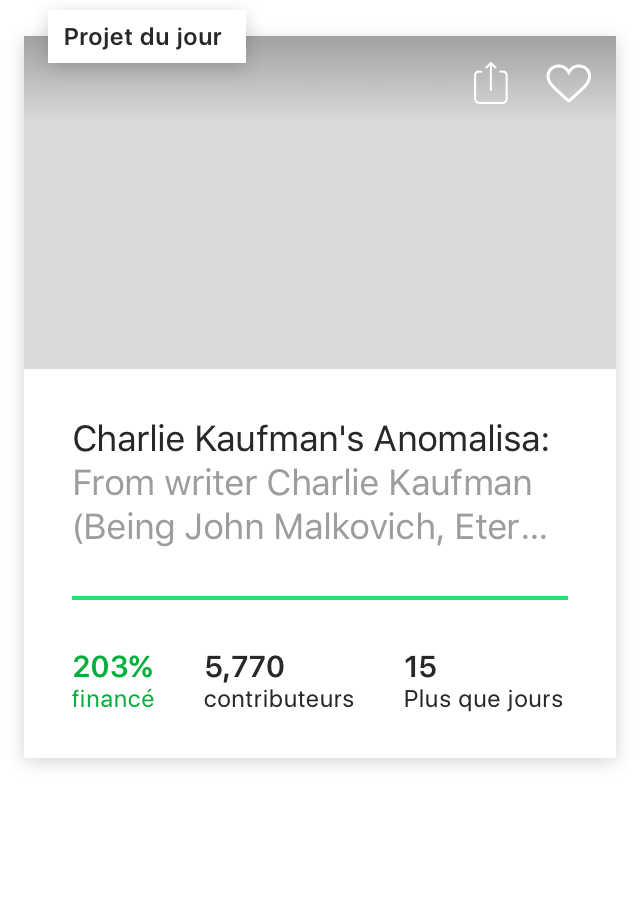 Projet du jour
Charlie Kaufman's Anomalisa:
From writer Charlie Kaufman
(Being John Malkovich, Eter...
203% 5,770 15
financé contributeurs Plus que jours